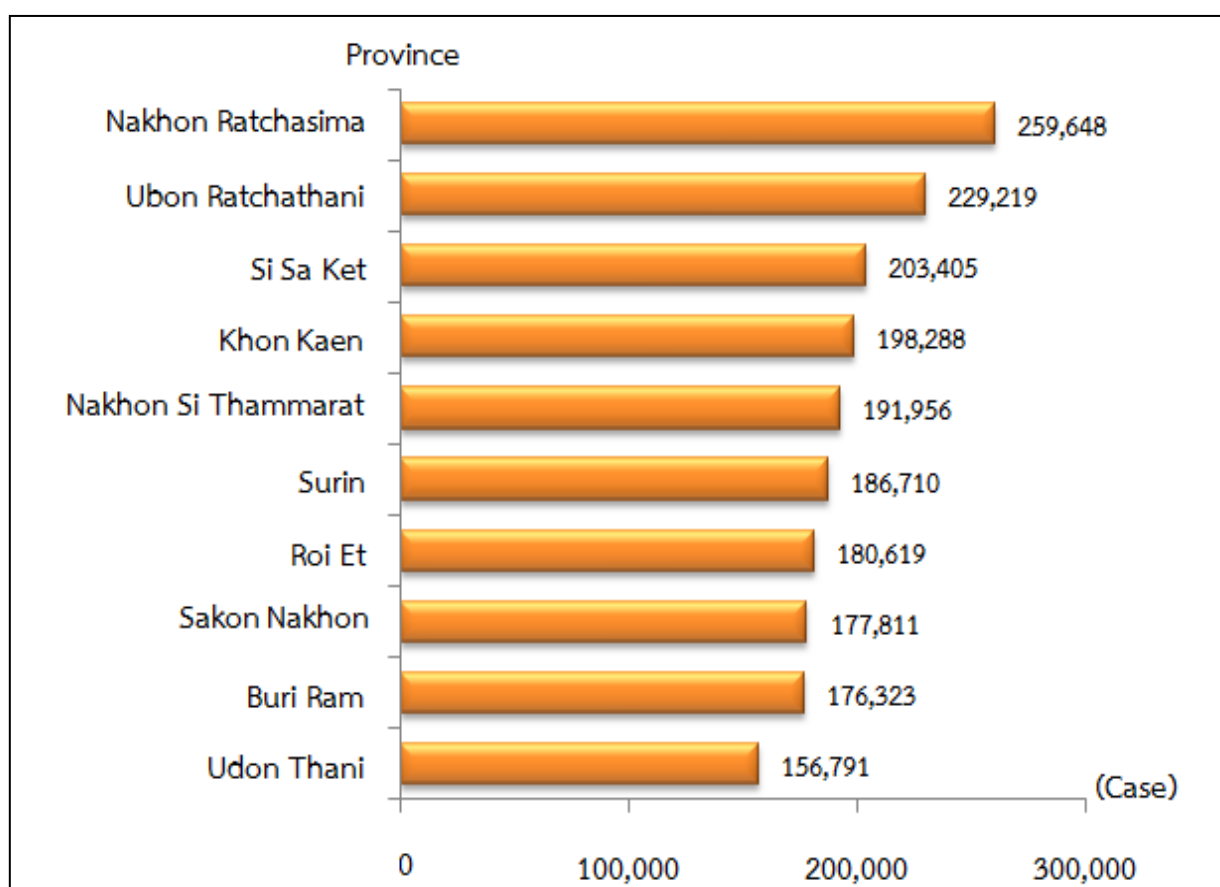 Province
Nakhon Ratchasima 259,648
Ubon Ratchathani 229,219
Si Sa Ket 203,405
Khon Kaen 198,288
Nakhon Si Thammarat 191,956
Surin 186,710
Roi Et 180,619
Sakon Nakhon 177,811
Buri Ram 176,323
Udon Thani 156,791
(Case)
0 100,000 200,000 300,000